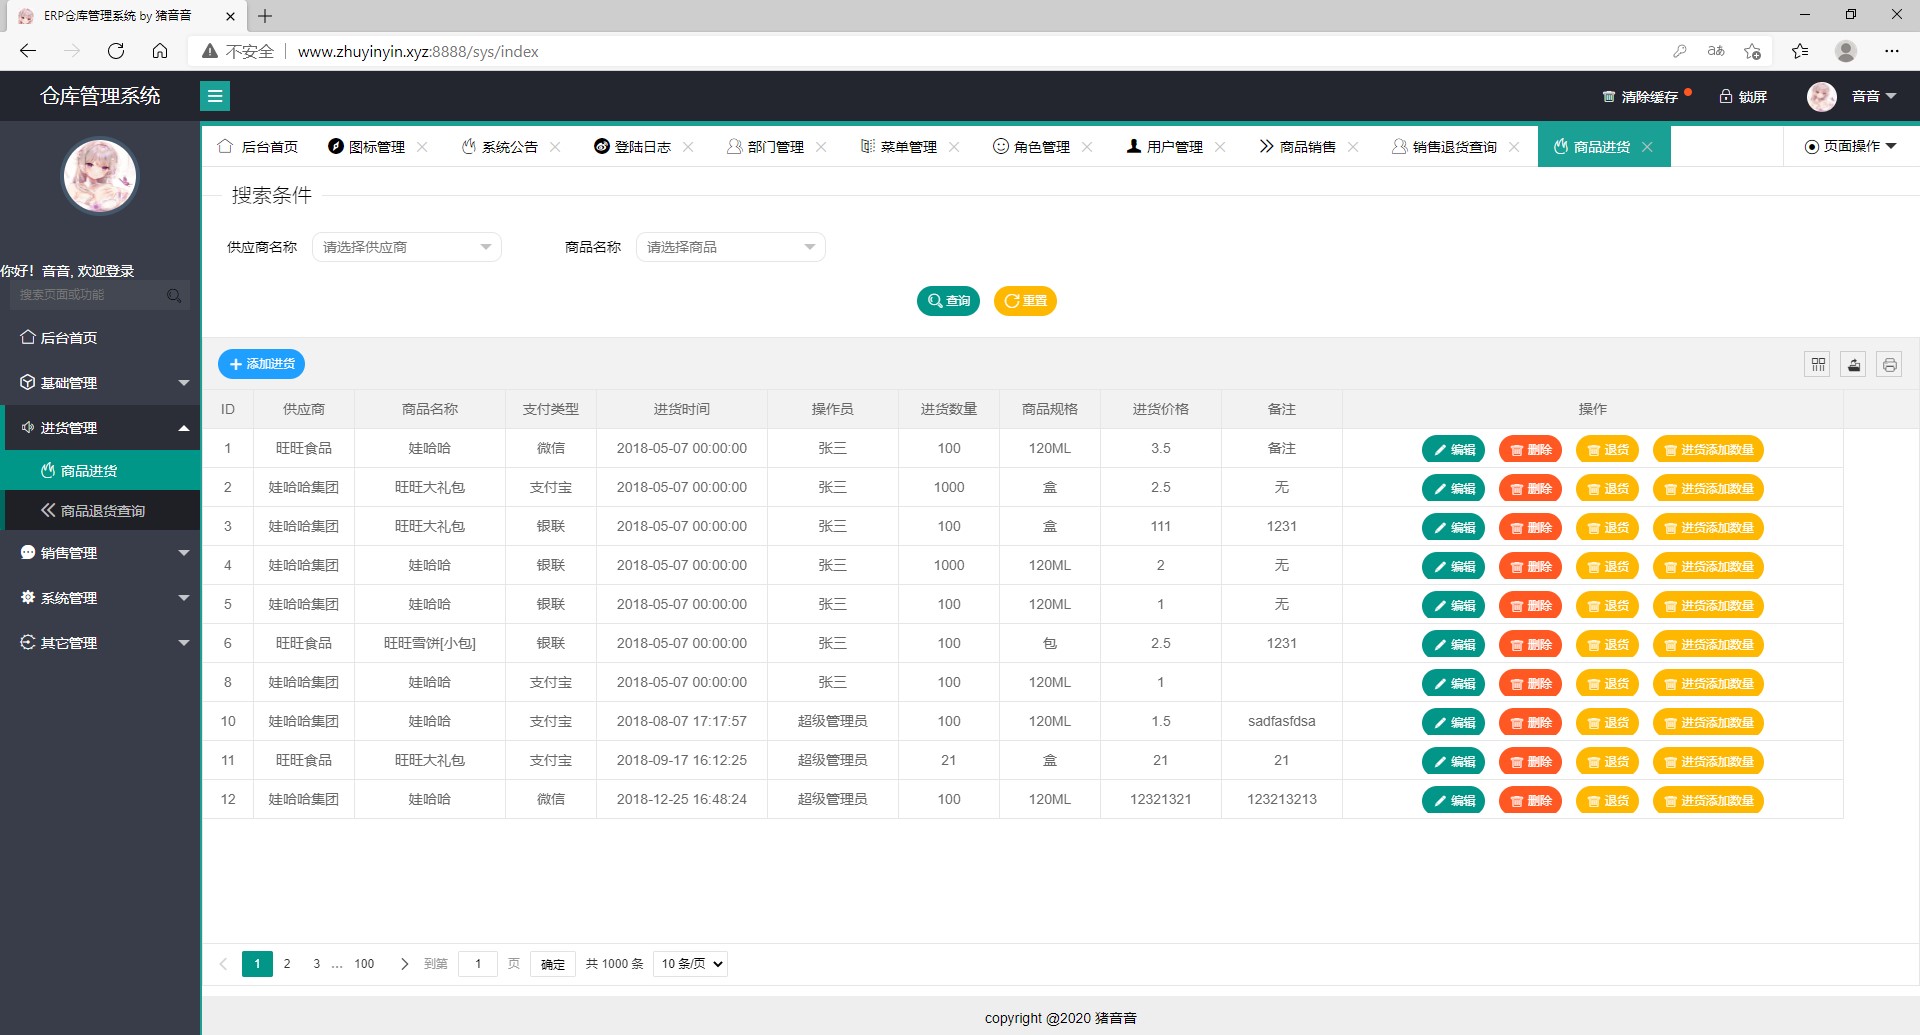 ERP仓库管理系统 by 猪音音
不安全 www.zhuyinyin.xyz:8888/sys/index
仓库管理系统
清除缓存 锁屏 音音
后台首页 图标管理 系统公告 登陆日志 部门管理 菜单管理 角色管理 用户管理 商品销售 销售退货查询 商品进货 页面操作
你好！音音, 欢迎登录
搜索页面或功能
后台首页
基础管理
进货管理
商品进货
商品退货查询
销售管理
系统管理
其它管理
搜索条件
供应商名称 请选择供应商 商品名称 请选择商品
查询 重置
添加进货
ID 供应商 商品名称 支付类型 进货时间 操作员 进货数量 商品规格 进货价格 备注 操作
1 旺旺食品 娃哈哈 微信 2018-05-07 00:00:00 张三 100 120ML 3.5 备注 编辑 删除 退货 进货添加数量
2 娃哈哈集团 旺旺大礼包 支付宝 2018-05-07 00:00:00 张三 1000 盒 2.5 无 编辑 删除 退货 进货添加数量
3 娃哈哈集团 旺旺大礼包 银联 2018-05-07 00:00:00 张三 100 盒 111 1231 编辑 删除 退货 进货添加数量
4 娃哈哈集团 娃哈哈 银联 2018-05-07 00:00:00 张三 1000 120ML 2 无 编辑 删除 退货 进货添加数量
5 娃哈哈集团 娃哈哈 银联 2018-05-07 00:00:00 张三 100 120ML 1 无 编辑 删除 退货 进货添加数量
6 旺旺食品 旺旺雪饼[小包] 银联 2018-05-07 00:00:00 张三 100 包 2.5 1231 编辑 删除 退货 进货添加数量
8 娃哈哈集团 娃哈哈 支付宝 2018-05-07 00:00:00 张三 100 120ML 1 编辑 删除 退货 进货添加数量
10 娃哈哈集团 娃哈哈 支付宝 2018-08-07 17:17:57 超级管理员 100 120ML 1.5 sadfasfdsa 编辑 删除 退货 进货添加数量
11 旺旺食品 旺旺大礼包 支付宝 2018-09-17 16:12:25 超级管理员 21 盒 21 21 编辑 删除 退货 进货添加数量
12 娃哈哈集团 娃哈哈 微信 2018-12-25 16:48:24 超级管理员 100 120ML 12321321 123213213 编辑 删除 退货 进货添加数量
1 2 3 … 100 到第 1 页 确定 共 1000 条 10 条/页
copyright @2020 猪音音